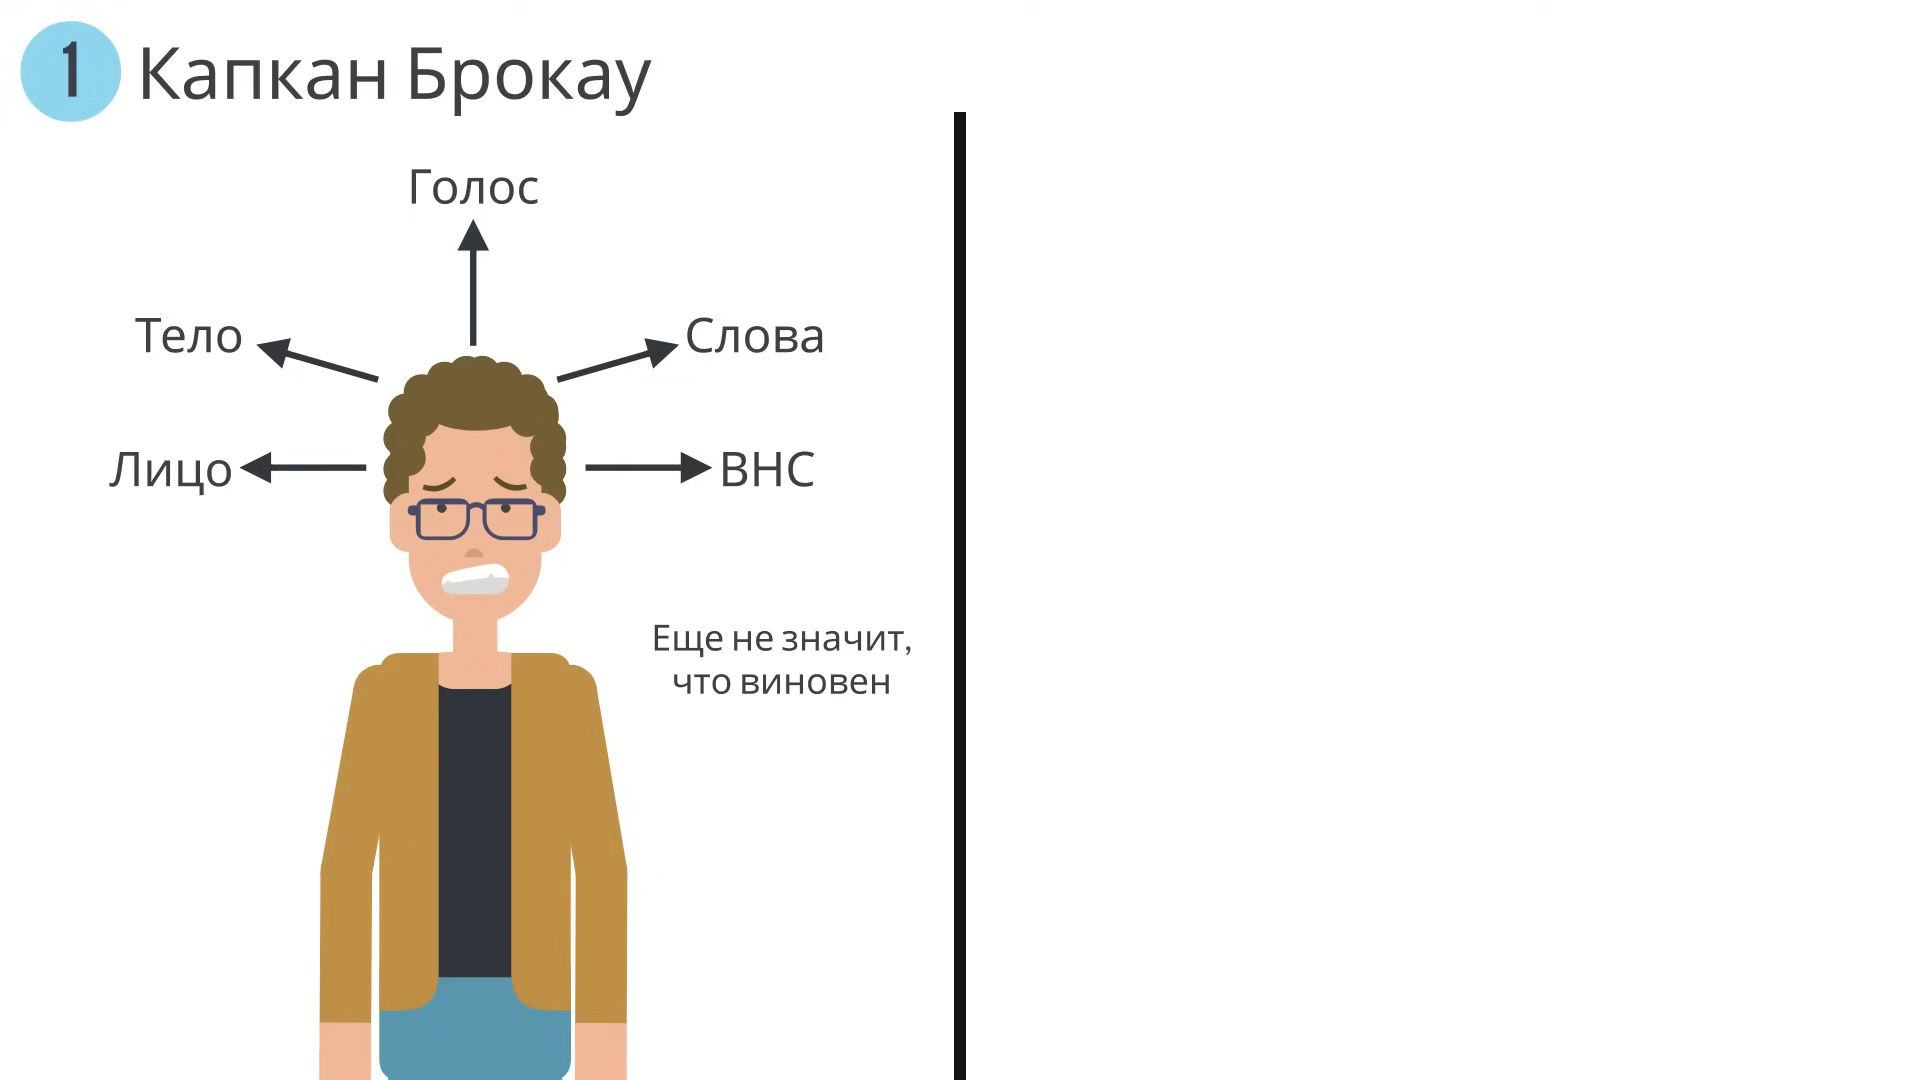 1 Капкан Брокау
Голос
Тело
Слова
Лицо
ВНС
Еще не значит,
что виновен